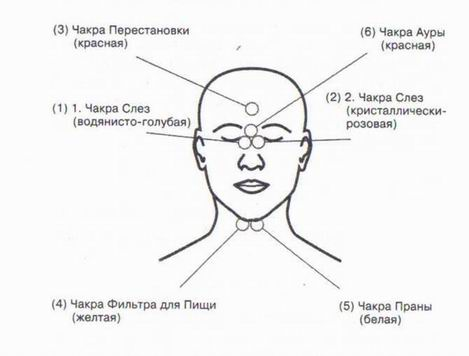 (3) Чакра Перестановки
(красная)
(6) Чакра Ауры
(красная)
(1) 1. Чакра Слез
(водянисто-голубая)
(2) 2. Чакра Слез
(кристаллически-
розовая)
(4) Чакра Фильтра для Пищи
(желтая)
(5) Чакра Праны
(белая)